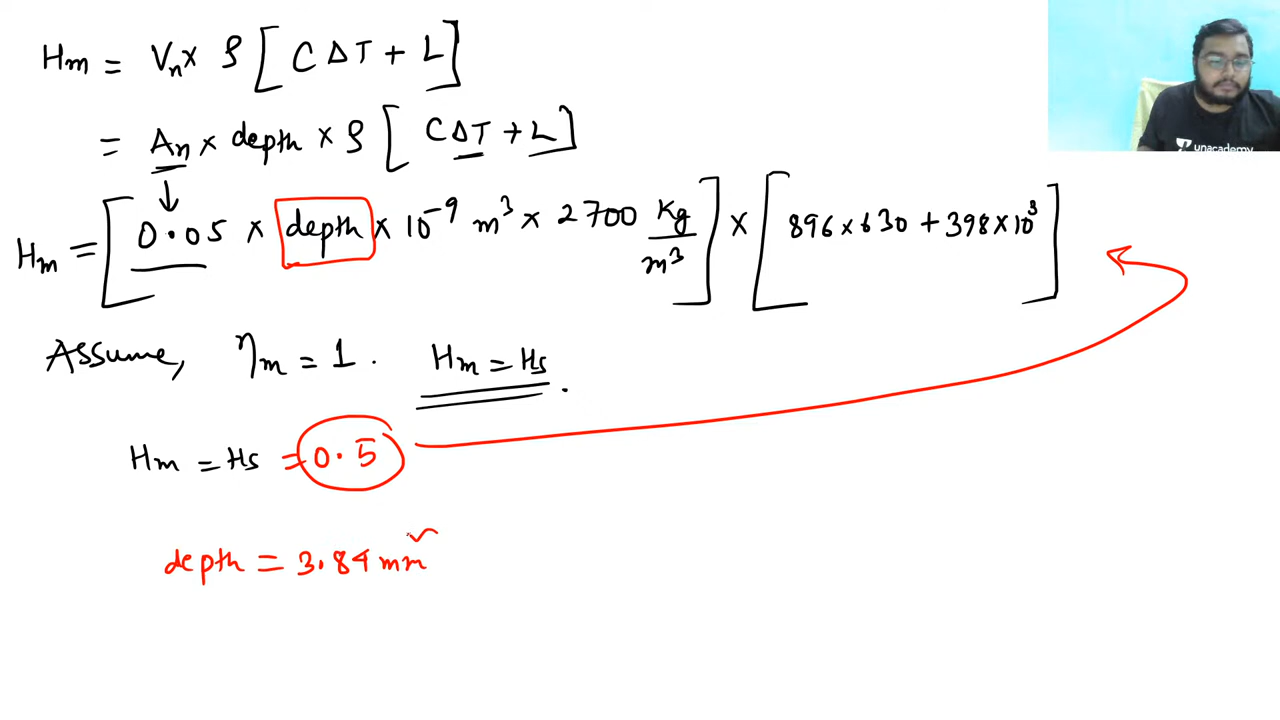 Hm = Vn × ρ [ C ΔT + L ]
= An × depth × ρ [ CΔT + L ]
Hm = [ 0.05 × depth × 10⁻⁹ m³ × 2700 Kg/m³ ] × [ 896 × 630 + 398 × 10³ ]
Assume, ηm = 1. Hm = Hs.
Hm = Hs = 0.5
depth = 3.84 mm
unacademy